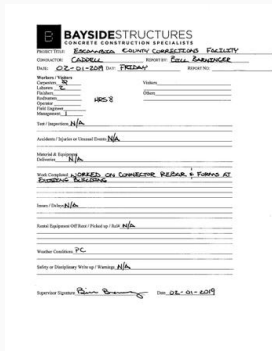 BAYSIDESTRUCTURES
CONCRETE CONSTRUCTION SPECIALISTS
PROJECT TITLE: ESCAMBIA COUNTY CORRECTIONS FACILITY
CONTRACTOR: CADDELL REPORT BY: BILL BARNINGER
DATE: 02-01-2019 DAY: FRIDAY REPORT NO:
Workers / Visitors
Carpenters 2 Visitors
Laborers 2
Finishers Others
Rodbusters
Operator HRS 8
Field Engineer
Management 1
Test / Inspections N/A
Accidents / Injuries or Unusual Events N/A
Material & Equipment
Deliveries N/A
Work Completed WORKED ON CONNECTOR REBAR & FORMS AT
EXISTING BUILDING
Issues / Delays N/A
Rental Equipment Off Rent / Picked up / Ref# N/A
Weather Conditions PC
Safety or Disciplinary Write up / Warnings N/A
Supervisor Signature Date 02-01-2019